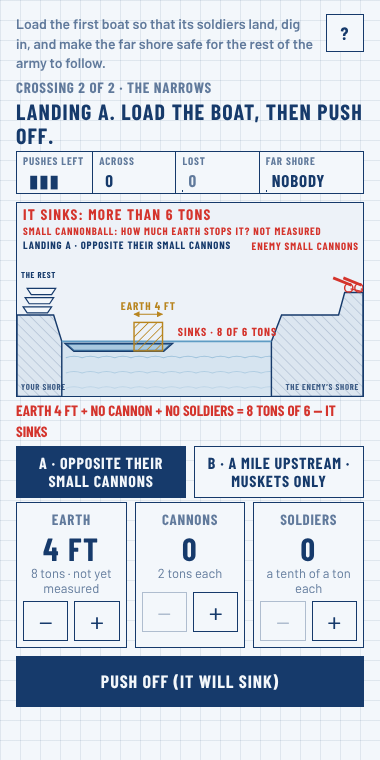 Load the first boat so that its soldiers land, dig
in, and make the far shore safe for the rest of the
army to follow.
?
CROSSING 2 OF 2 · THE NARROWS
LANDING A. LOAD THE BOAT, THEN PUSH
OFF.
PUSHES LEFT
ACROSS
0
LOST
0
FAR SHORE
NOBODY
IT SINKS: MORE THAN 6 TONS
SMALL CANNONBALL: HOW MUCH EARTH STOPS IT? NOT MEASURED
LANDING A · OPPOSITE THEIR SMALL CANNONS
ENEMY SMALL CANNONS
THE REST
EARTH 4 FT
SINKS · 8 OF 6 TONS
YOUR SHORE
THE ENEMY'S SHORE
EARTH 4 FT + NO CANNON + NO SOLDIERS = 8 TONS OF 6 — IT
SINKS
A · OPPOSITE THEIR
SMALL CANNONS
B · A MILE UPSTREAM ·
MUSKETS ONLY
EARTH
4 FT
8 tons · not yet
measured
− +
CANNONS
0
2 tons each
− +
SOLDIERS
0
a tenth of a ton
each
− +
PUSH OFF (IT WILL SINK)